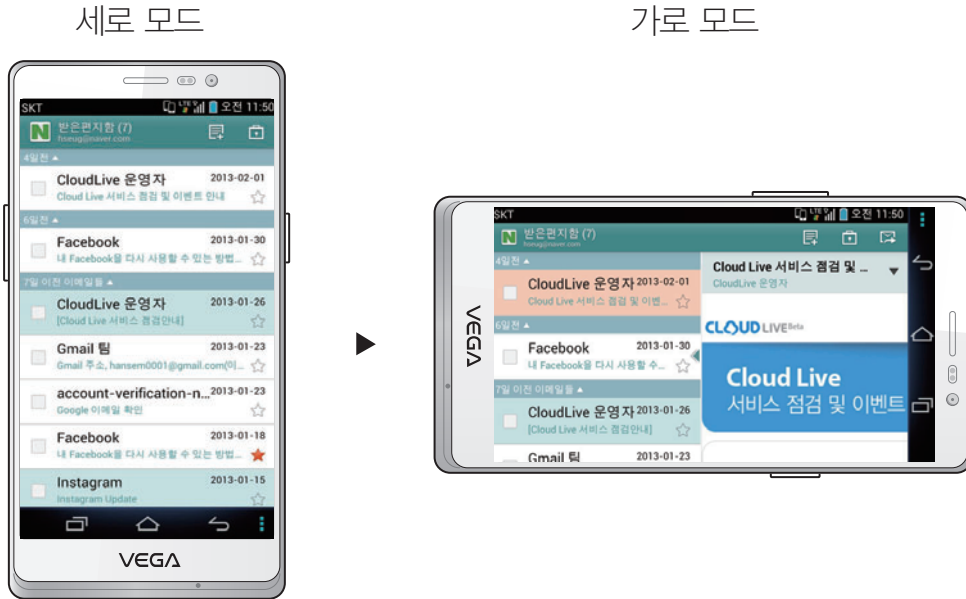 세로 모드
가로 모드
SKT
LTE
오전 11:50
N 받은편지함 (7)
hseug@naver.com
4일전
CloudLive 운영자 2013-02-01
Cloud Live 서비스 점검 및 이벤트 안내
6일전
Facebook 2013-01-30
내 Facebook을 다시 사용할 수 있는 방법...
7일 이전 이메일들
CloudLive 운영자 2013-01-26
[Cloud Live 서비스 점검안내]
Gmail 팀 2013-01-23
Gmail 주소, hansem0001@gmail.com(이...
account-verification-n... 2013-01-23
Google 이메일 확인
Facebook 2013-01-18
내 Facebook을 다시 사용할 수 있는 방법...
Instagram 2013-01-15
Instagram Update
VEGA
SKT
LTE
오전 11:50
N 받은편지함 (7)
4일전
CloudLive 운영자 2013-02-01
Cloud Live 서비스 점검 및 이벤...
6일전
Facebook 2013-01-30
내 Facebook을 다시 사용할 수...
7일 이전 이메일들
CloudLive 운영자 2013-01-26
[Cloud Live 서비스 점검안내]
Gmail 팀 2013-01-23
Cloud Live 서비스 점검 및 ...
CloudLive 운영자
CLOUD LIVE Beta
Cloud Live
서비스 점검 및 이벤트
VEGA